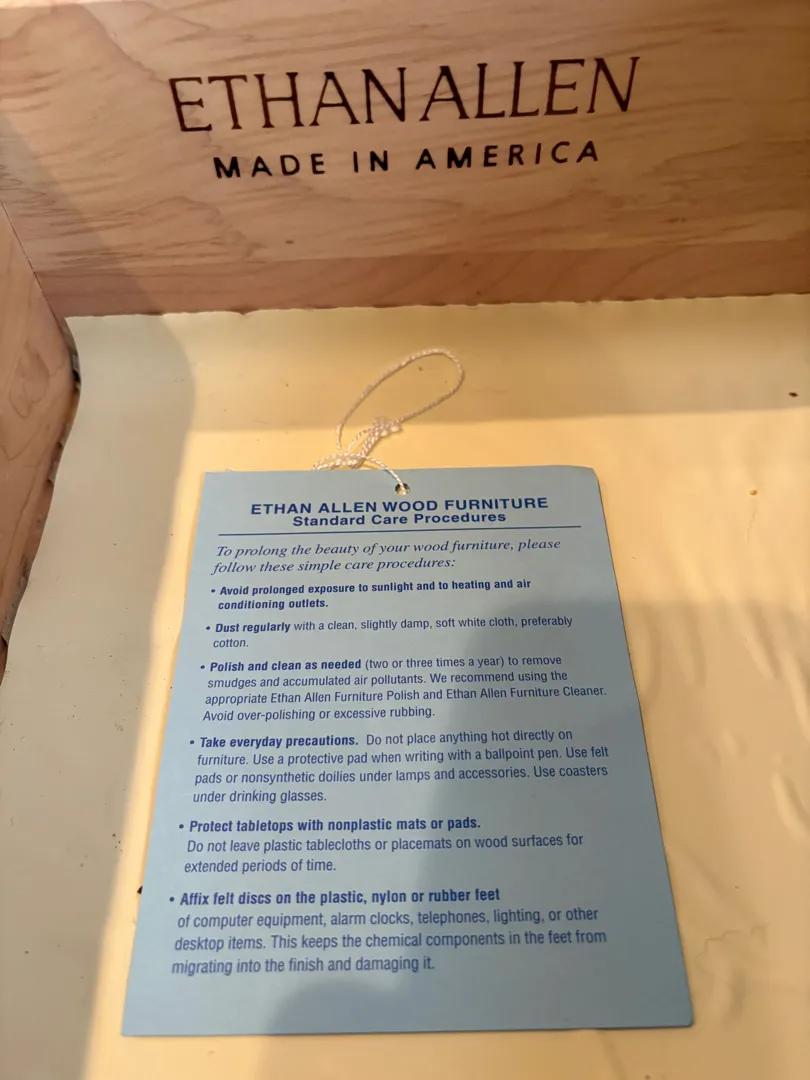 ETHAN ALLEN
MADE IN AMERICA
ETHAN ALLEN WOOD FURNITURE
Standard Care Procedures
To prolong the beauty of your wood furniture, please
follow these simple care procedures:
• Avoid prolonged exposure to sunlight and to heating and air
conditioning outlets.
• Dust regularly with a clean, slightly damp, soft white cloth, preferably
cotton.
• Polish and clean as needed (two or three times a year) to remove
smudges and accumulated air pollutants. We recommend using the
appropriate Ethan Allen Furniture Polish and Ethan Allen Furniture Cleaner.
Avoid over-polishing or excessive rubbing.
• Take everyday precautions. Do not place anything hot directly on
furniture. Use a protective pad when writing with a ballpoint pen. Use felt
pads or nonsynthetic doilies under lamps and accessories. Use coasters
under drinking glasses.
• Protect tabletops with nonplastic mats or pads.
Do not leave plastic tablecloths or placemats on wood surfaces for
extended periods of time.
• Affix felt discs on the plastic, nylon or rubber feet
of computer equipment, alarm clocks, telephones, lighting, or other
desktop items. This keeps the chemical components in the feet from
migrating into the finish and damaging it.